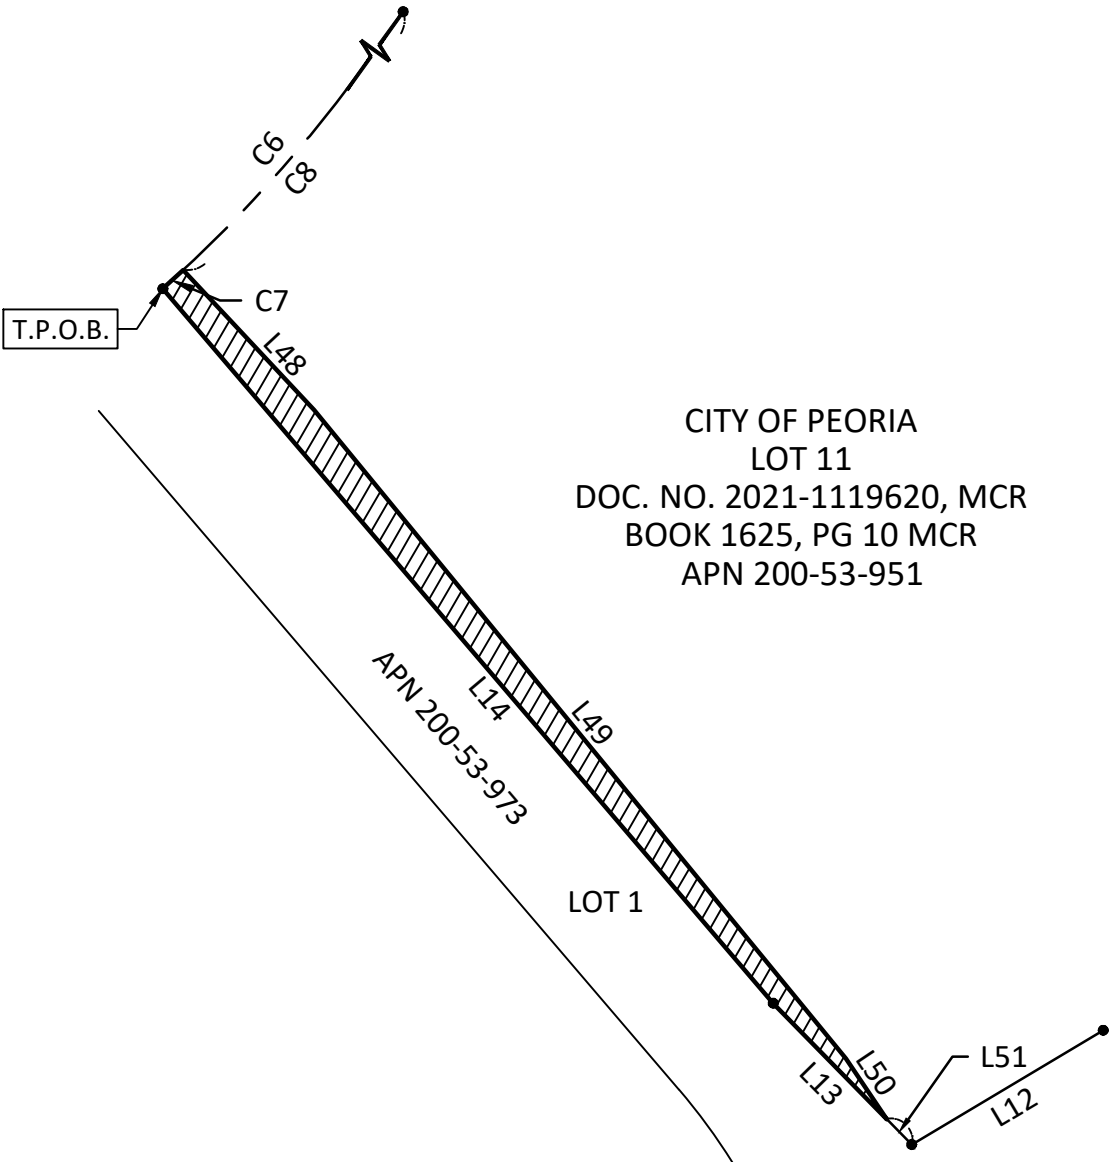 C6
C8
C7
T.P.O.B.
L48
CITY OF PEORIA
LOT 11
DOC. NO. 2021-1119620, MCR
BOOK 1625, PG 10 MCR
APN 200-53-951
APN 200-53-973
L14
L49
LOT 1
L50
L51
L13
L12